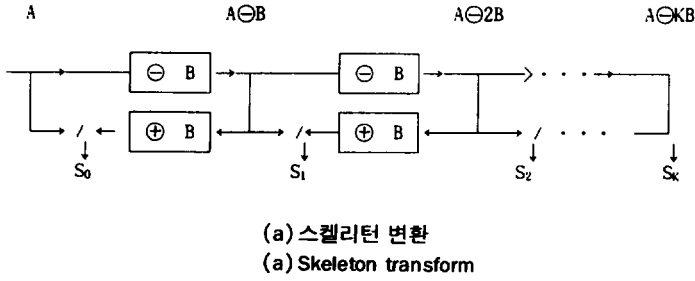 A A⊖B A⊖2B A⊖KB
⊖ B ⊖ B · · · · ·
/ ⊕ B / ⊕ B / · · ·
S₀ S₁ S₂ Sₖ
(a) 스켈리턴 변환
(a) Skeleton transform